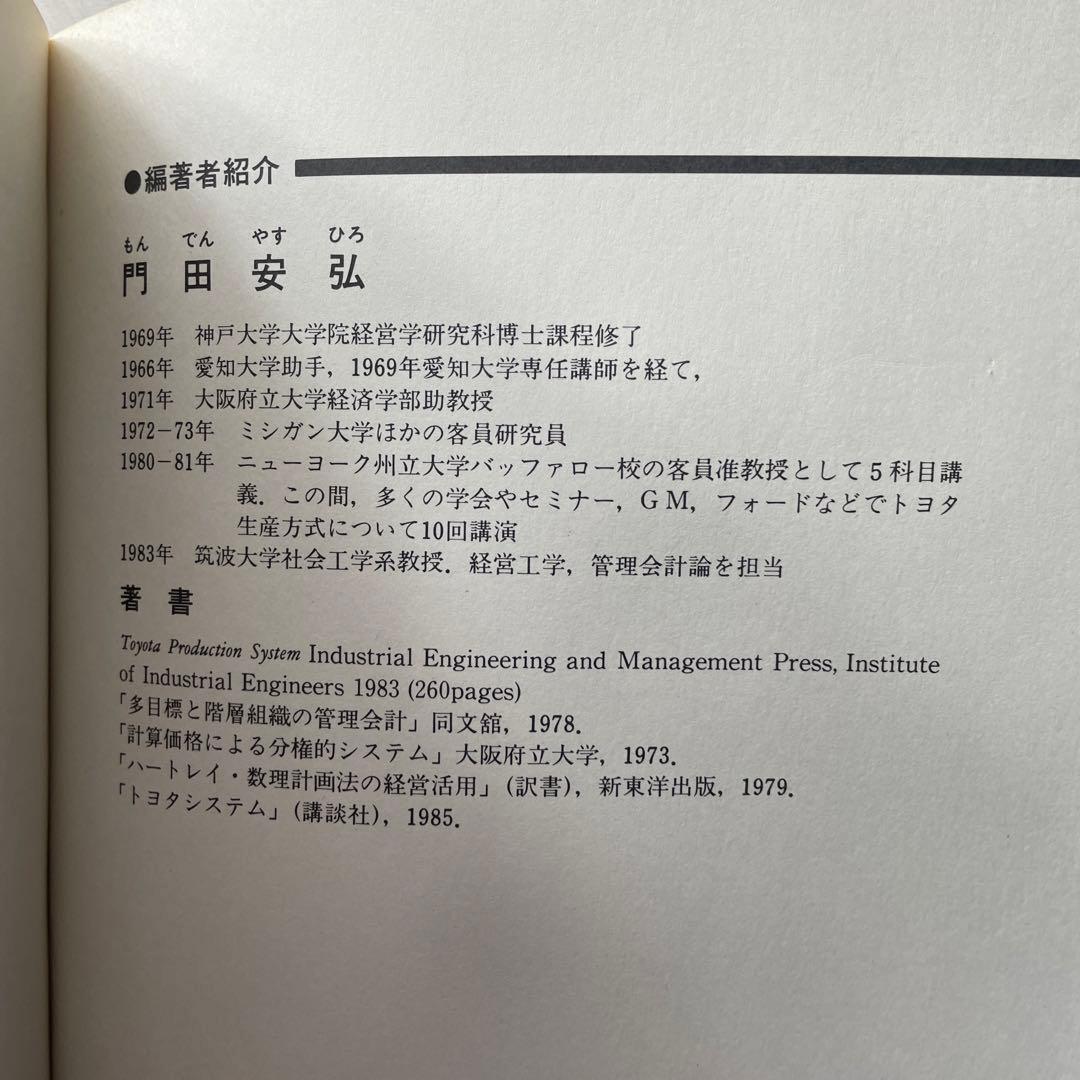 ●編著者紹介
もん でん やす ひろ
門 田 安 弘
1969年 神戸大学大学院経営学研究科博士課程修了
1966年 愛知大学助手，1969年愛知大学専任講師を経て，
1971年 大阪府立大学経済学部助教授
1972−73年 ミシガン大学ほかの客員研究員
1980−81年 ニューヨーク州立大学バッファロー校の客員准教授として5科目講
義．この間，多くの学会やセミナー，GM，フォードなどでトヨタ
生産方式について10回講演
1983年 筑波大学社会工学系教授．経営工学，管理会計論を担当
著 書
Toyota Production System Industrial Engineering and Management Press, Institute
of Industrial Engineers 1983 (260pages)
「多目標と階層組織の管理会計」同文舘，1978．
「計算価格による分権的システム」大阪府立大学，1973．
「ハートレイ・数理計画法の経営活用」(訳書)，新東洋出版，1979．
「トヨタシステム」(講談社)，1985．